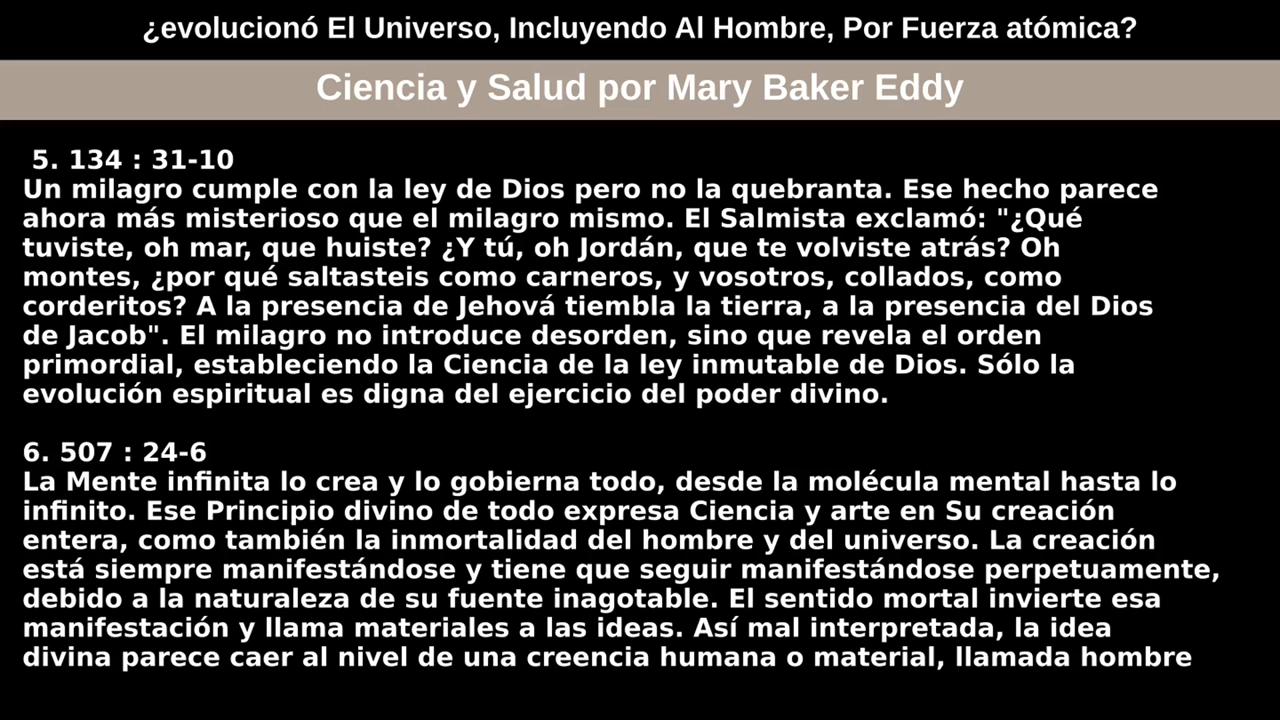 ¿evolucionó El Universo, Incluyendo Al Hombre, Por Fuerza atómica?
Ciencia y Salud por Mary Baker Eddy
5. 134 : 31-10
Un milagro cumple con la ley de Dios pero no la quebranta. Ese hecho parece
ahora más misterioso que el milagro mismo. El Salmista exclamó: "¿Qué
tuviste, oh mar, que huiste? ¿Y tú, oh Jordán, que te volviste atrás? Oh
montes, ¿por qué saltasteis como carneros, y vosotros, collados, como
corderitos? A la presencia de Jehová tiembla la tierra, a la presencia del Dios
de Jacob". El milagro no introduce desorden, sino que revela el orden
primordial, estableciendo la Ciencia de la ley inmutable de Dios. Sólo la
evolución espiritual es digna del ejercicio del poder divino.
6. 507 : 24-6
La Mente infinita lo crea y lo gobierna todo, desde la molécula mental hasta lo
infinito. Ese Principio divino de todo expresa Ciencia y arte en Su creación
entera, como también la inmortalidad del hombre y del universo. La creación
está siempre manifestándose y tiene que seguir manifestándose perpetuamente,
debido a la naturaleza de su fuente inagotable. El sentido mortal invierte esa
manifestación y llama materiales a las ideas. Así mal interpretada, la idea
divina parece caer al nivel de una creencia humana o material, llamada hombre